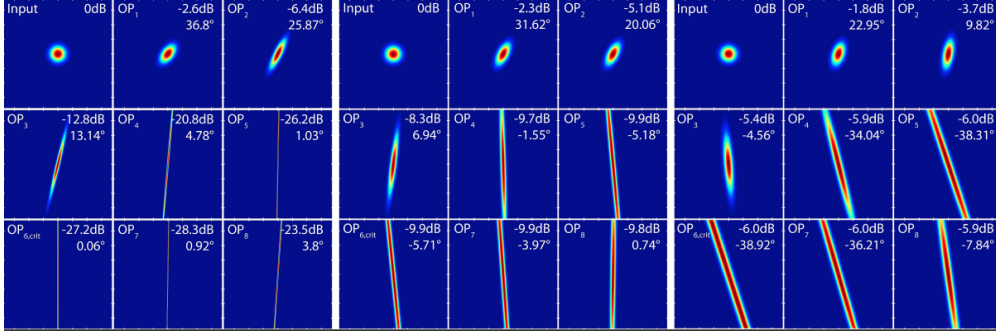 Input 0dB
OP1 -2.6dB
36.8°
OP2 -6.4dB
25.87°
Input 0dB
OP1 -2.3dB
31.62°
OP2 -5.1dB
20.06°
Input 0dB
OP1 -1.8dB
22.95°
OP2 -3.7dB
9.82°
OP3 -12.8dB
13.14°
OP4 -20.8dB
4.78°
OP5 -26.2dB
1.03°
OP3 -8.3dB
6.94°
OP4 -9.7dB
-1.55°
OP5 -9.9dB
-5.18°
OP3 -5.4dB
-4.56°
OP4 -5.9dB
-34.04°
OP5 -6.0dB
-38.31°
OP6,crit -27.2dB
0.06°
OP7 -28.3dB
0.92°
OP8 -23.5dB
3.8°
OP6,crit -9.9dB
-5.71°
OP7 -9.9dB
-3.97°
OP8 -9.8dB
0.74°
OP6,crit -6.0dB
-38.92°
OP7 -6.0dB
-36.21°
OP8 -5.9dB
-7.84°